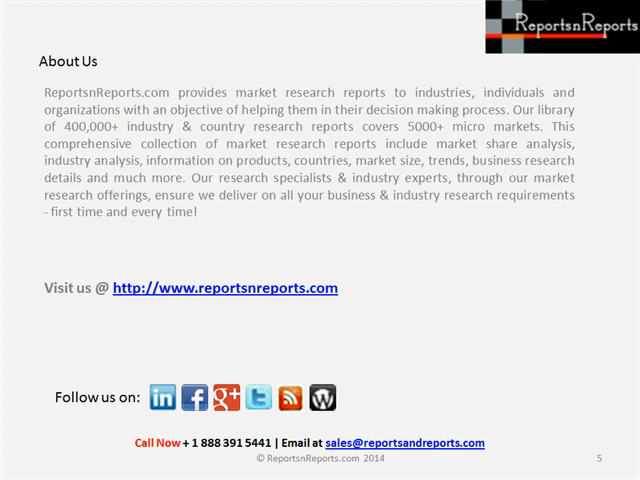 ReportsnReports
About Us
ReportsnReports.com provides market research reports to industries, individuals and
organizations with an objective of helping them in their decision making process. Our library
of 400,000+ industry & country research reports covers 5000+ micro markets. This
comprehensive collection of market research reports include market share analysis,
industry analysis, information on products, countries, market size, trends, business research
details and much more. Our research specialists & industry experts, through our market
research offerings, ensure we deliver on all your business & industry research requirements
- first time and every time!
Visit us @ http://www.reportsnreports.com
Follow us on: in f g+ t W
Call Now + 1 888 391 5441 | Email at sales@reportsandreports.com
© ReportsnReports.com 2014 5